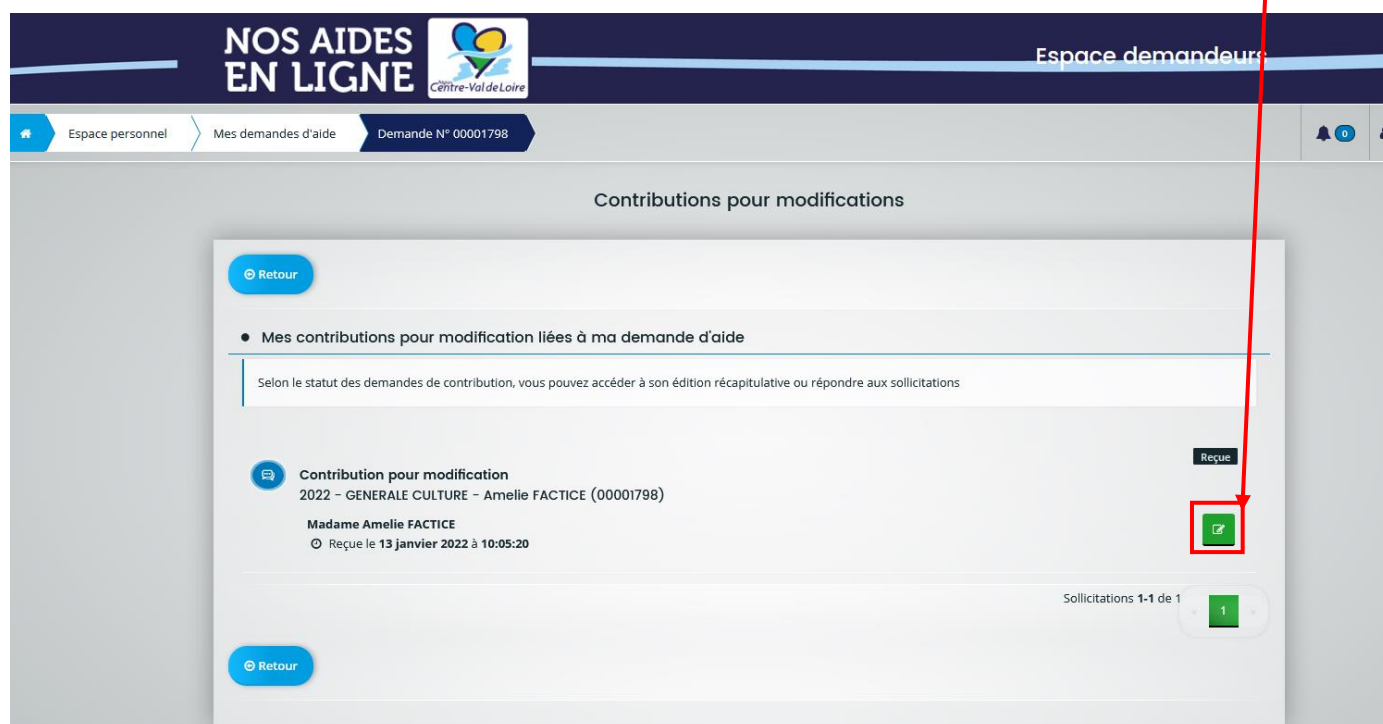 NOS AIDES
EN LIGNE
Région
Centre-Val de Loire
Espace demandeurs
Espace personnel
Mes demandes d'aide
Demande N° 00001798
0
Contributions pour modifications
Retour
Mes contributions pour modification liées à ma demande d'aide
Selon le statut des demandes de contribution, vous pouvez accéder à son édition récapitulative ou répondre aux sollicitations
Reçue
Contribution pour modification
2022 - GENERALE CULTURE - Amelie FACTICE (00001798)
Madame Amelie FACTICE
Reçue le 13 janvier 2022 à 10:05:20
Sollicitations 1-1 de 1
1
Retour